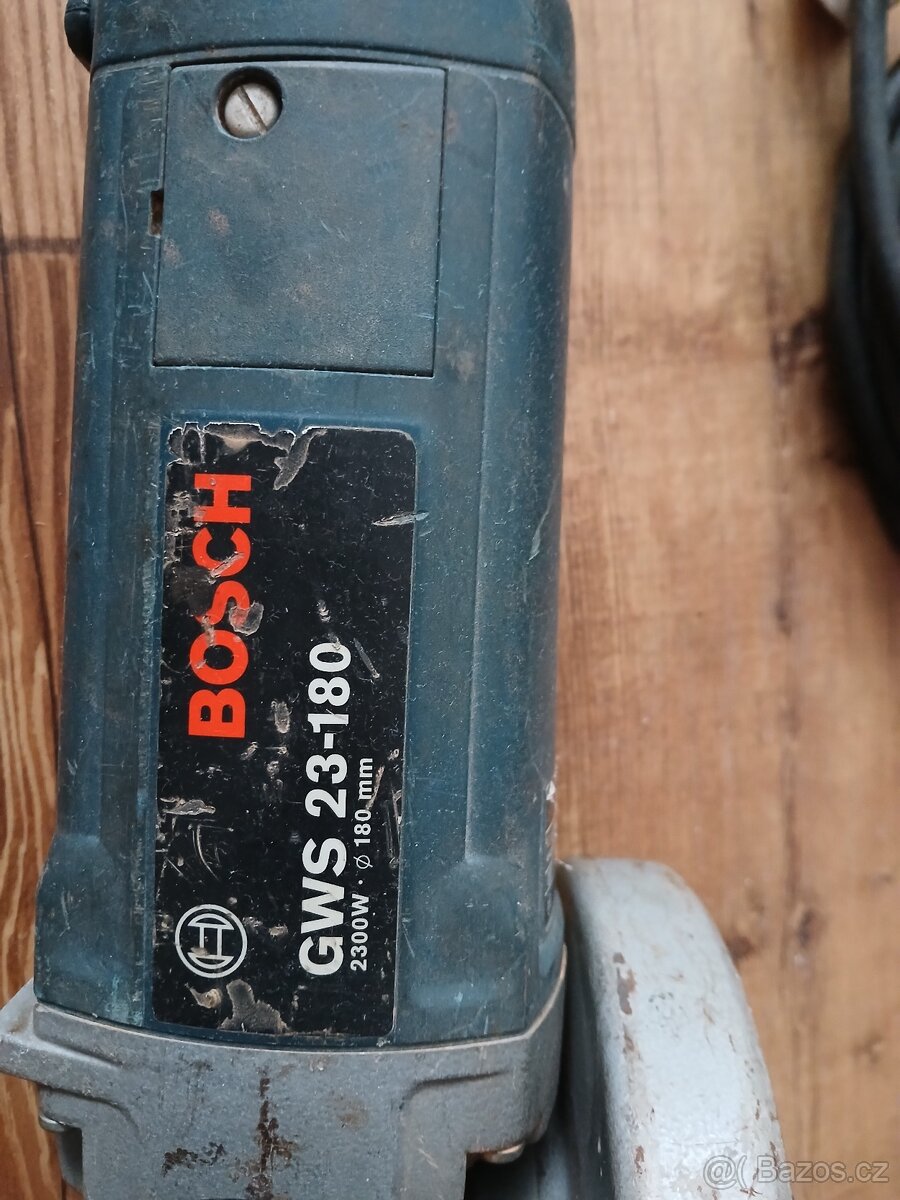 BOSCH
GWS 23-180
2300W · Ø 180 mm
@( Bazos.cz